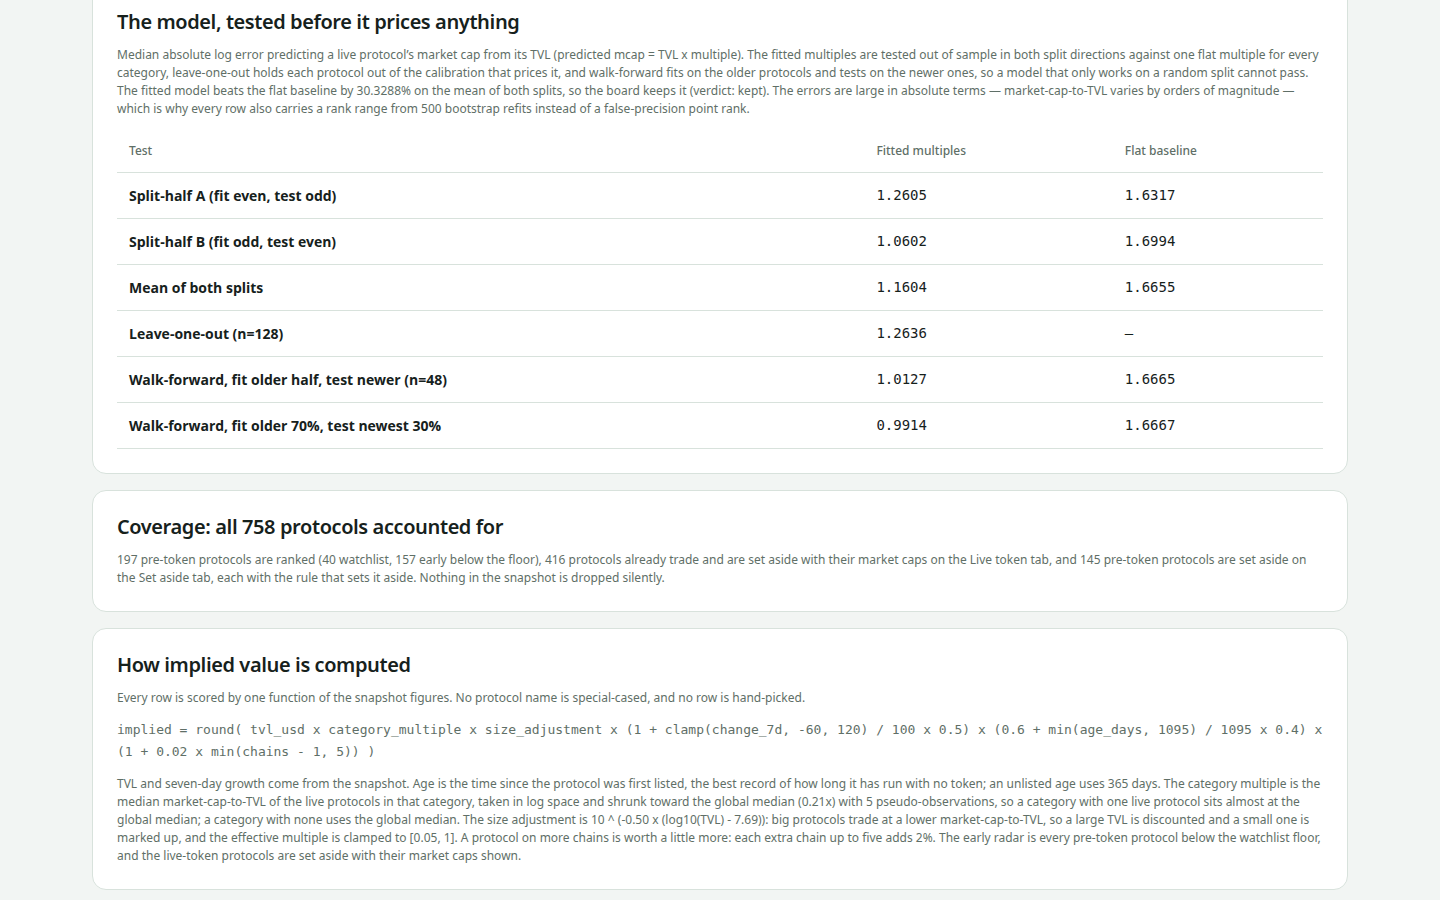 The model, tested before it prices anything
Median absolute log error predicting a live protocol’s market cap from its TVL (predicted mcap = TVL x multiple). The fitted multiples are tested out of sample in both split directions against one flat multiple for every
category, leave-one-out holds each protocol out of the calibration that prices it, and walk-forward fits on the older protocols and tests on the newer ones, so a model that only works on a random split cannot pass.
The fitted model beats the flat baseline by 30.3288% on the mean of both splits, so the board keeps it (verdict: kept). The errors are large in absolute terms — market-cap-to-TVL varies by orders of magnitude —
which is why every row also carries a rank range from 500 bootstrap refits instead of a false-precision point rank.
Test Fitted multiples Flat baseline
Split-half A (fit even, test odd) 1.2605 1.6317
Split-half B (fit odd, test even) 1.0602 1.6994
Mean of both splits 1.1604 1.6655
Leave-one-out (n=128) 1.2636 —
Walk-forward, fit older half, test newer (n=48) 1.0127 1.6665
Walk-forward, fit older 70%, test newest 30% 0.9914 1.6667
Coverage: all 758 protocols accounted for
197 pre-token protocols are ranked (40 watchlist, 157 early below the floor), 416 protocols already trade and are set aside with their market caps on the Live token tab, and 145 pre-token protocols are set aside on
the Set aside tab, each with the rule that sets it aside. Nothing in the snapshot is dropped silently.
How implied value is computed
Every row is scored by one function of the snapshot figures. No protocol name is special-cased, and no row is hand-picked.
implied = round( tvl_usd x category_multiple x size_adjustment x (1 + clamp(change_7d, -60, 120) / 100 x 0.5) x (0.6 + min(age_days, 1095) / 1095 x 0.4) x
(1 + 0.02 x min(chains - 1, 5)) )
TVL and seven-day growth come from the snapshot. Age is the time since the protocol was first listed, the best record of how long it has run with no token; an unlisted age uses 365 days. The category multiple is the
median market-cap-to-TVL of the live protocols in that category, taken in log space and shrunk toward the global median (0.21x) with 5 pseudo-observations, so a category with one live protocol sits almost at the
global median; a category with none uses the global median. The size adjustment is 10 ^ (-0.50 x (log10(TVL) - 7.69)): big protocols trade at a lower market-cap-to-TVL, so a large TVL is discounted and a small one is
marked up, and the effective multiple is clamped to [0.05, 1]. A protocol on more chains is worth a little more: each extra chain up to five adds 2%. The early radar is every pre-token protocol below the watchlist floor,
and the live-token protocols are set aside with their market caps shown.